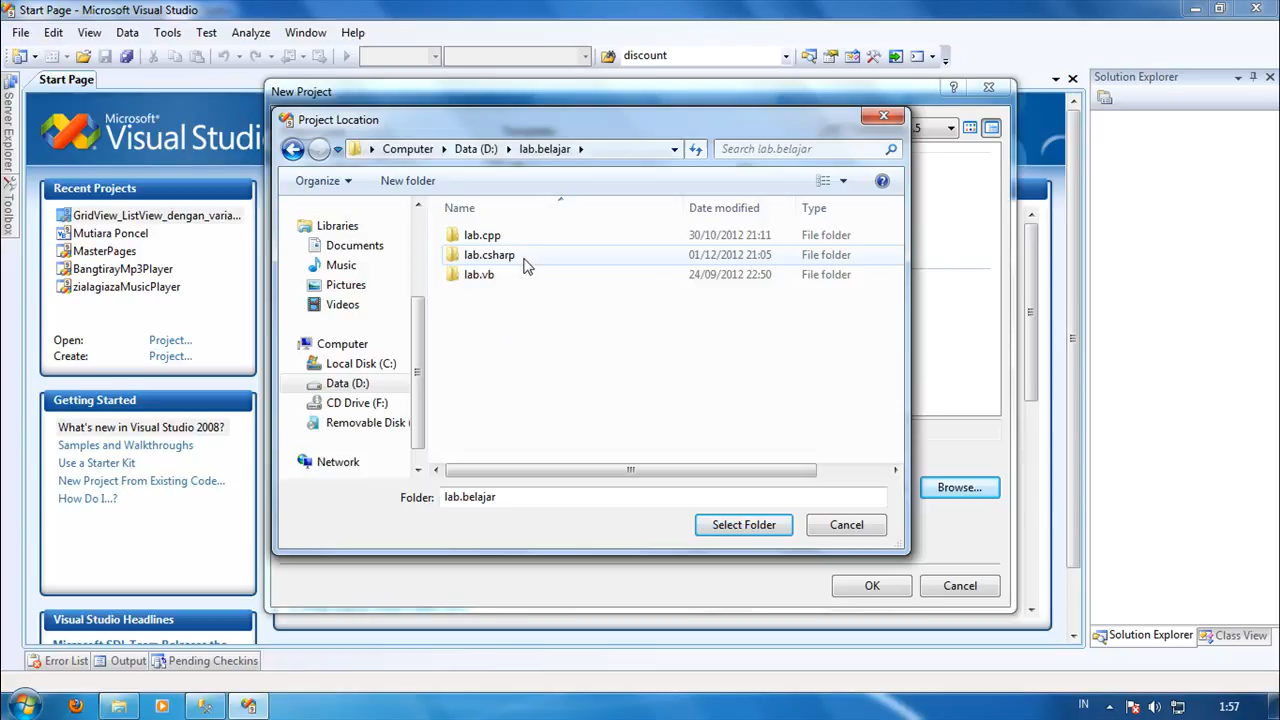 Start Page - Microsoft Visual Studio
File Edit View Data Tools Test Analyze Window Help
discount
Start Page
Solution Explorer
Server Explorer
Toolbox
Microsoft®
Visual Studio
New Project
.5
Project Location
Computer Data (D:) lab.belajar
Search lab.belajar
Organize New folder
Libraries
Documents
Music
Pictures
Videos
Computer
Local Disk (C:)
Data (D:)
CD Drive (F:)
Removable Disk (
Network
Name Date modified Type
lab.cpp 30/10/2012 21:11 File folder
lab.csharp 01/12/2012 21:05 File folder
lab.vb 24/09/2012 22:50 File folder
Folder: lab.belajar
Select Folder Cancel
Browse...
OK Cancel
Recent Projects
GridView_ListView_dengan_varia...
Mutiara Poncel
MasterPages
BangtirayMp3Player
zialagiazaMusicPlayer
Open: Project...
Create: Project...
Getting Started
What's new in Visual Studio 2008?
Samples and Walkthroughs
Use a Starter Kit
New Project From Existing Code...
How Do I...?
Visual Studio Headlines
Solution Explorer Class View
Error List Output Pending Checkins
IN 1:57